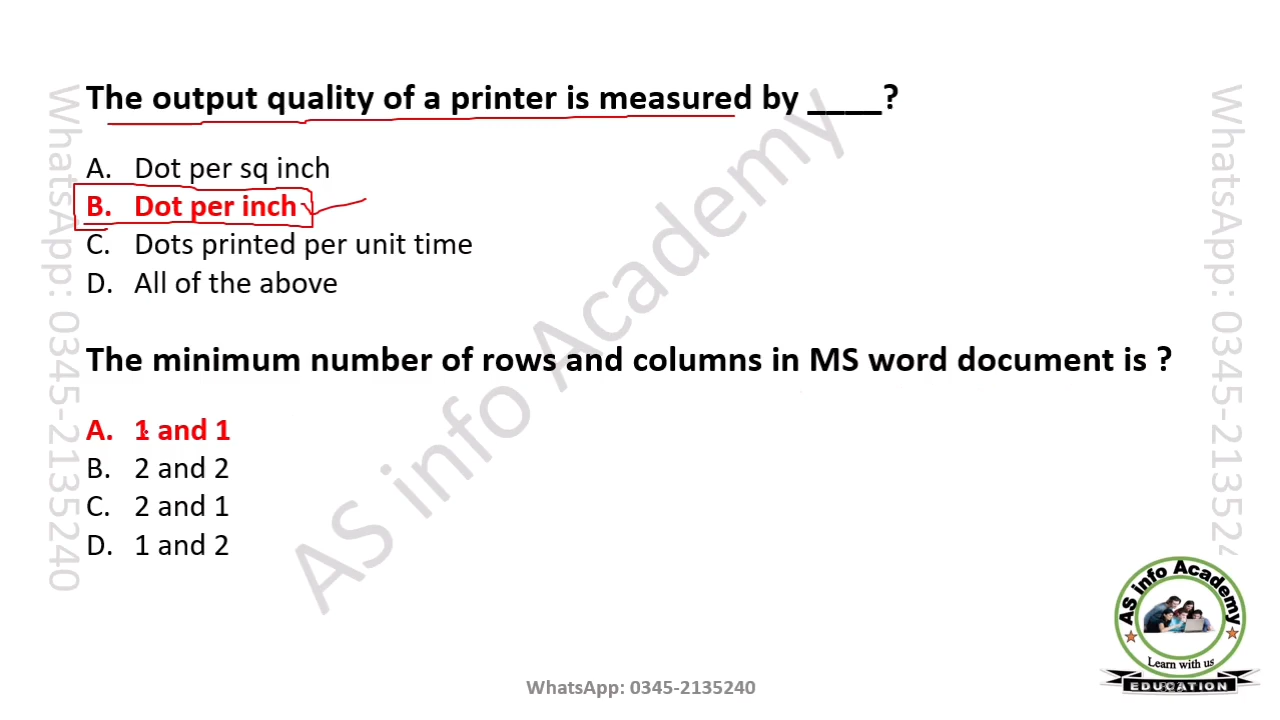 The output quality of a printer is measured by ____?
A. Dot per sq inch
B. Dot per inch
C. Dots printed per unit time
D. All of the above
The minimum number of rows and columns in MS word document is ?
A. 1 and 1
B. 2 and 2
C. 2 and 1
D. 1 and 2
AS info Academy
WhatsApp: 0345-2135240
WhatsApp: 0345-213524
AS info Academy
Learn with us
EDUCATION
WhatsApp: 0345-2135240